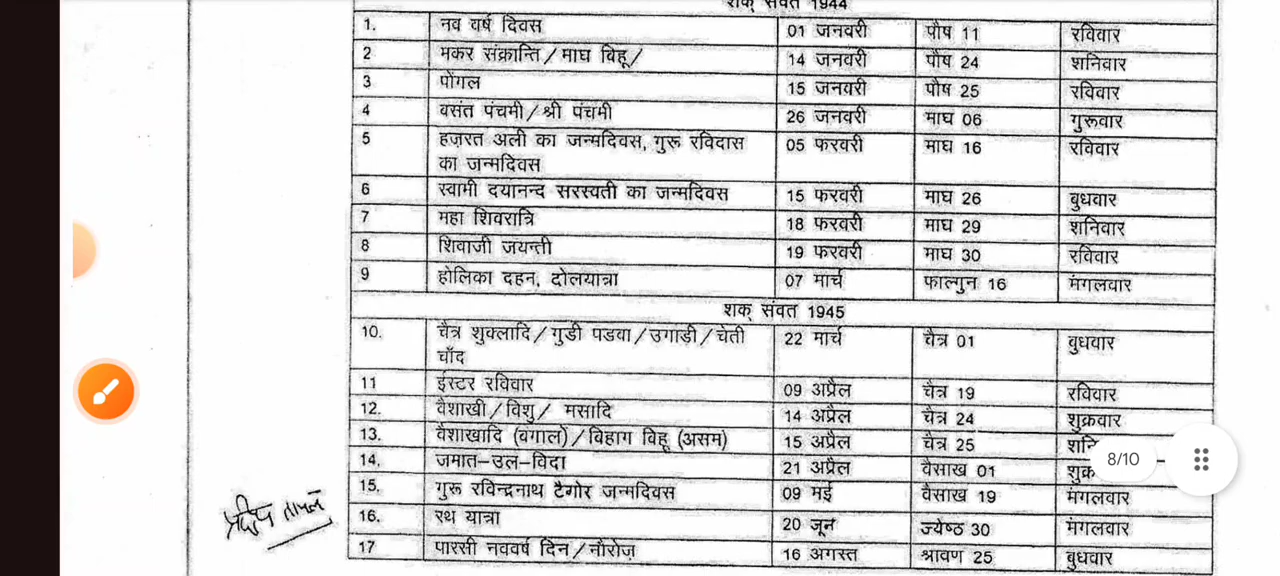 शक् संवत 1944
1. नव वर्ष दिवस 01 जनवरी पौष 11 रविवार
2 मकर संक्रान्ति/माघ विहू/ 14 जनवरी पौष 24 शनिवार
3 पोंगल 15 जनवरी पौष 25 रविवार
4 वसंत पंचमी/श्री पंचमी 26 जनवरी माघ 06 गुरूवार
5 हज़रत अली का जन्मदिवस, गुरू रविदास 05 फरवरी माघ 16 रविवार
का जन्मदिवस
6 स्वामी दयानन्द सरस्वती का जन्मदिवस 15 फरवरी माघ 26 बुधवार
7 महा शिवरात्रि 18 फरवरी माघ 29 शनिवार
8 शिवाजी जयन्ती 19 फरवरी माघ 30 रविवार
9 होलिका दहन, दोलयात्रा 07 मार्च फाल्गुन 16 मंगलवार
शक् संवत 1945
10. चैत्र शुक्लादि/गुडी पडवा/उगाड़ी/चेती 22 मार्च चैत्र 01 बुधवार
चाँद
11 ईस्टर रविवार 09 अप्रैल चैत्र 19 रविवार
12. वैशाखी/विशु/ मसादि 14 अप्रैल चैत्र 24 शुक्रवार
13. वैशाखादि (बंगाल)/विहाग विहू (असम) 15 अप्रैल चैत्र 25 शनि
14. जमात-उल-विदा 21 अप्रैल वैसाख 01 शुक्र
8/10
15. गुरू रविन्द्रनाथ टैगोर जन्मदिवस 09 मई वैसाख 19 मंगलवार
16. रथ यात्रा 20 जून ज्येष्ठ 30 मंगलवार
17 पारसी नववर्ष दिन/नौरोज़ 16 अगस्त श्रावण 25 बुधवार